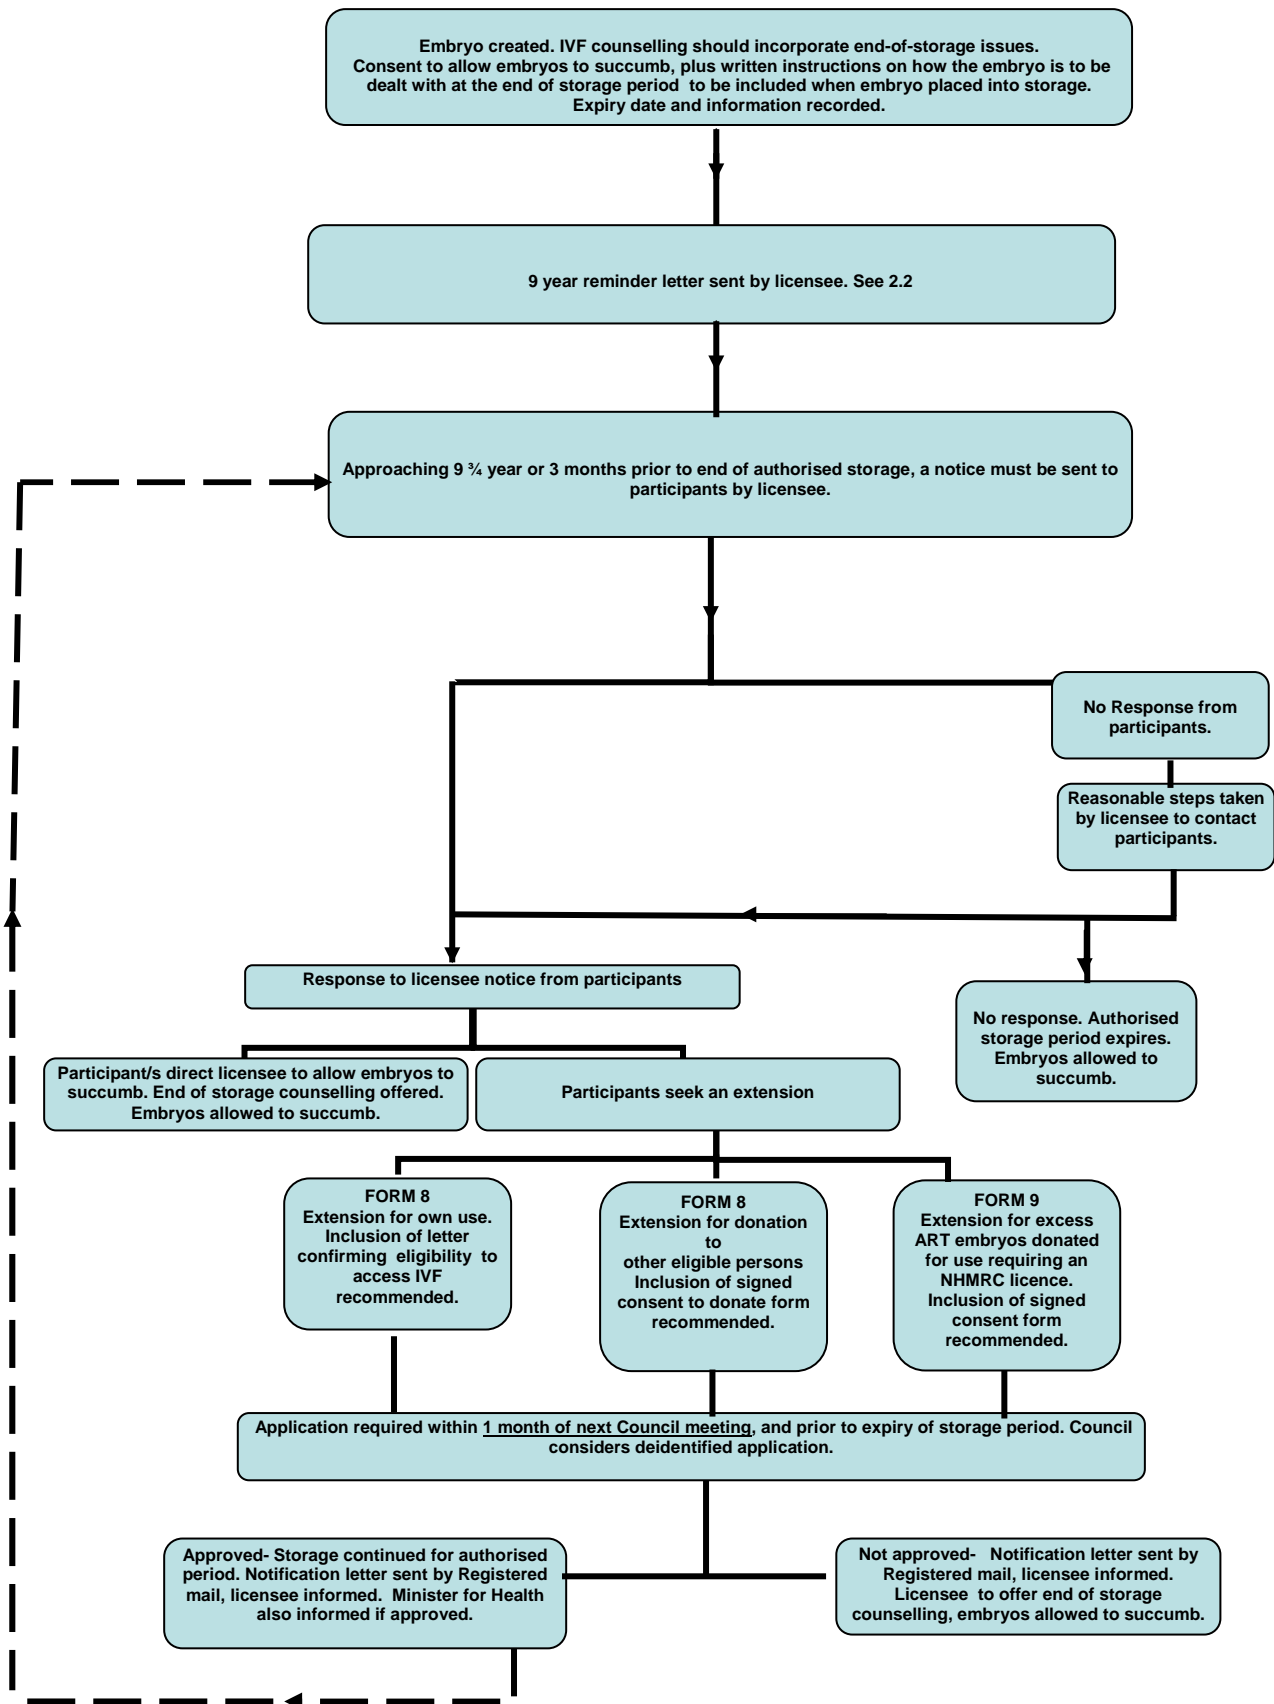 Embryo created. IVF counselling should incorporate end-of-storage issues.
Consent to allow embryos to succumb, plus written instructions on how the embryo is to be
dealt with at the end of storage period to be included when embryo placed into storage.
Expiry date and information recorded.
9 year reminder letter sent by licensee. See 2.2
Approaching 9 ¾ year or 3 months prior to end of authorised storage, a notice must be sent to
participants by licensee.
No Response from
participants.
Reasonable steps taken
by licensee to contact
participants.
Response to licensee notice from participants
No response. Authorised
storage period expires.
Embryos allowed to
succumb.
Participant/s direct licensee to allow embryos to
succumb. End of storage counselling offered.
Embryos allowed to succumb.
Participants seek an extension
FORM 8
Extension for own use.
Inclusion of letter
confirming eligibility to
access IVF
recommended.
FORM 8
Extension for donation
to
other eligible persons
Inclusion of signed
consent to donate form
recommended.
FORM 9
Extension for excess
ART embryos donated
for use requiring an
NHMRC licence.
Inclusion of signed
consent form
recommended.
Application required within 1 month of next Council meeting, and prior to expiry of storage period. Council
considers deidentified application.
Approved- Storage continued for authorised
period. Notification letter sent by Registered
mail, licensee informed. Minister for Health
also informed if approved.
Not approved- Notification letter sent by
Registered mail, licensee informed.
Licensee to offer end of storage
counselling, embryos allowed to succumb.